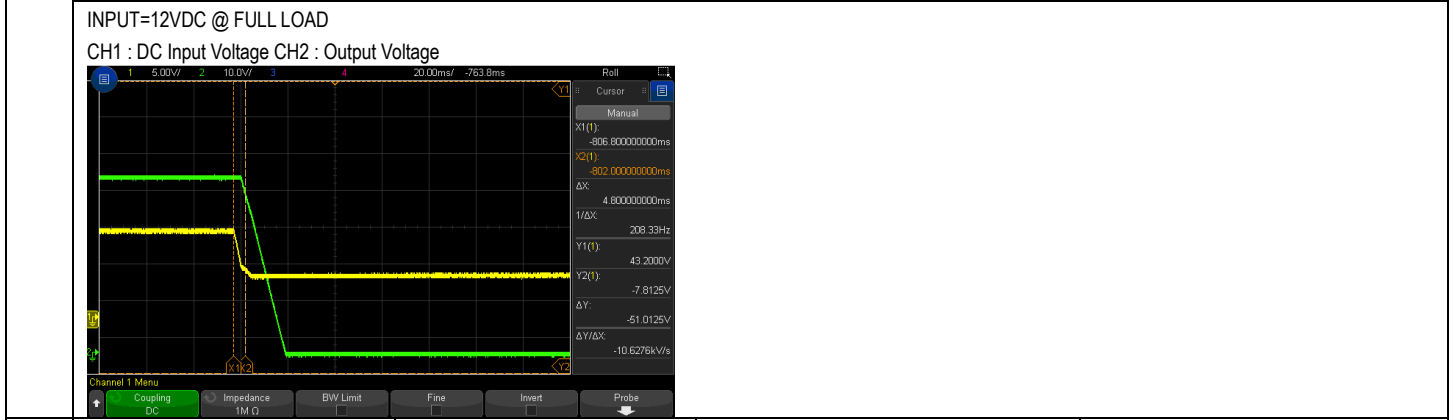 INPUT=12VDC @ FULL LOAD
CH1 : DC Input Voltage CH2 : Output Voltage
1 5.00V/ 2 10.0V/ 3 4 20.00ms/ -763.8ms Roll
Y1
Cursor
Manual
X1(1):
-806.800000000ms
X2(1):
-802.000000000ms
ΔX:
4.800000000ms
1/ΔX:
208.33Hz
Y1(1):
43.2000V
Y2(1):
-7.8125V
ΔY:
-51.0125V
ΔY/ΔX:
-10.6276kV/s
X1 X2 Y2
Channel 1 Menu
Coupling Impedance BW Limit Fine Invert Probe
DC 1M Ω